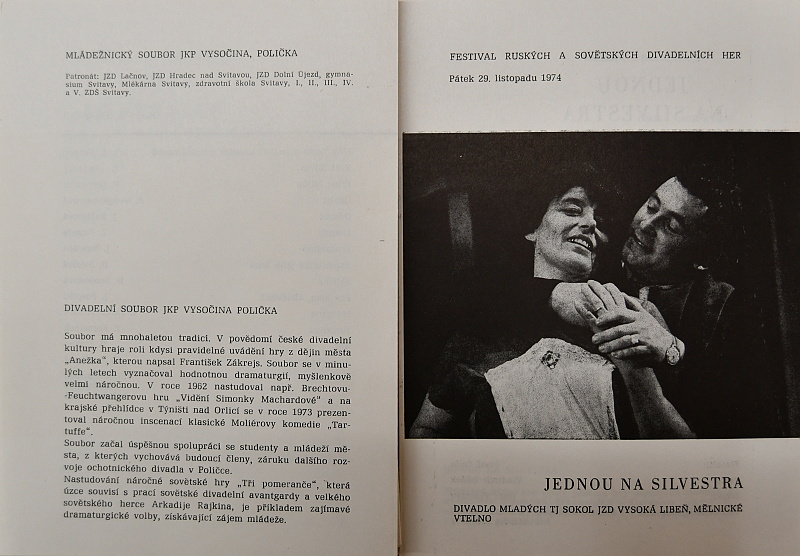 MLÁDEŽNICKÝ SOUBOR JKP VYSOČINA, POLIČKA
Patronát: JZD Lačnov, JZD Hradec nad Svitavou, JZD Dolní Újezd, gymna-
sium Svitavy, Mlékárna Svitavy, zdravotní škola Svitavy, I., II., III., IV.
a V. ZDŠ Svitavy.
DIVADELNÍ SOUBOR JKP VYSOČINA POLIČKA
Soubor má mnohaletou tradici. V povědomí české divadelní
kultury hraje roli kdysi pravidelné uvádění hry z dějin města
„Anežka", kterou napsal František Zákrejs. Soubor se v minu-
lých letech vyznačoval hodnotnou dramaturgií, myšlenkově
velmi náročnou. V roce 1962 nastudoval např. Brechtovu-
-Feuchtwangerovu hru „Vidění Simonky Machardové" a na
krajské přehlídce v Týništi nad Orlicí se v roce 1973 prezen-
toval náročnou inscenací klasické Moliérovy komedie „Tar-
tuffe".
Soubor začal úspěšnou spolupráci se studenty a mládeží mě-
sta, z kterých vychovává budoucí členy, záruku dalšího roz-
voje ochotnického divadla v Poličce.
Nastudování náročné sovětské hry „Tři pomeranče", která
úzce souvisí s prací sovětské divadelní avantgardy a velkého
sovětského herce Arkadije Rajkina, je příkladem zajímavé
dramaturgické volby, získávající zájem mládeže.
FESTIVAL RUSKÝCH A SOVĚTSKÝCH DIVADELNÍCH HER
Pátek 29. listopadu 1974
JEDNOU NA SILVESTRA
DIVADLO MLADÝCH TJ SOKOL JZD VYSOKÁ LIBEŇ, MĚLNICKÉ
VTELNO